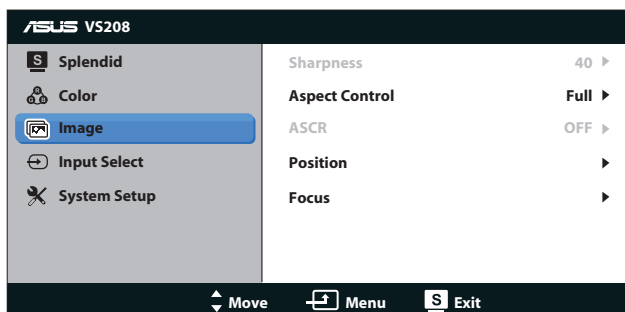 ASUS VS208
S Splendid
Color
Image
Input Select
System Setup
Sharpness 40
Aspect Control Full
ASCR OFF
Position
Focus
Move Menu S Exit